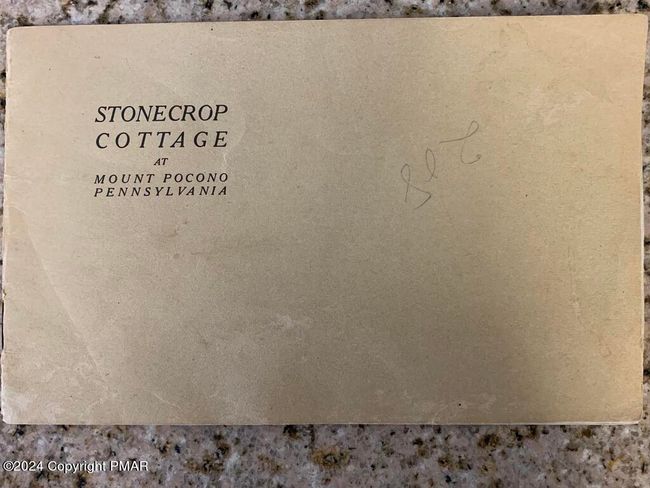 STONECROP
COTTAGE
AT
MOUNT POCONO
PENNSYLVANIA
©2024 Copyright PMAR